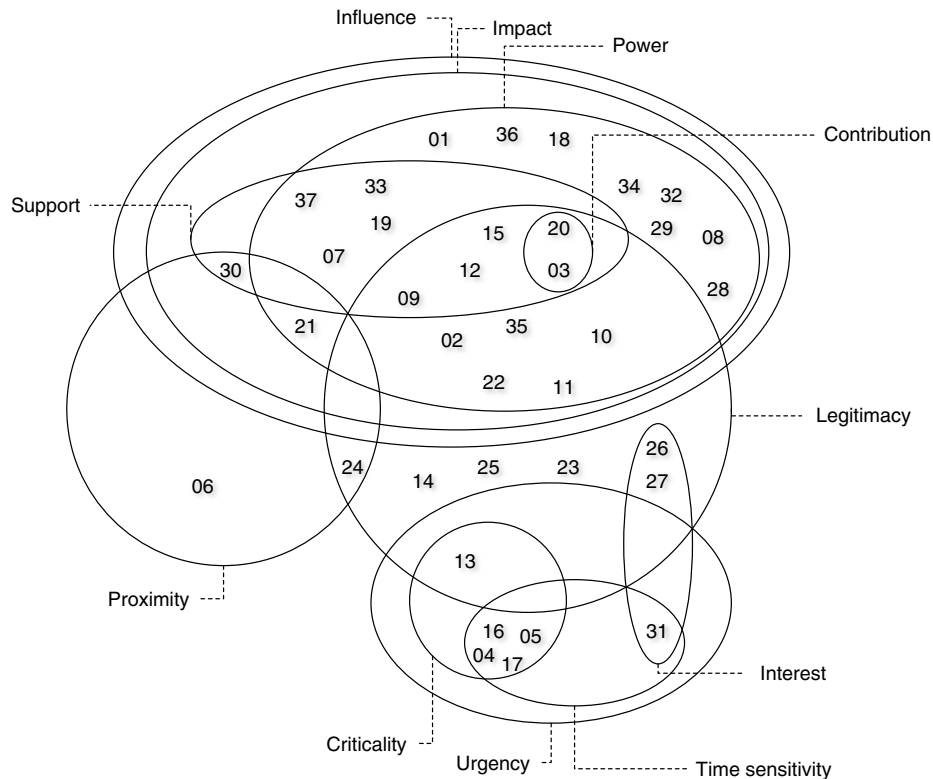 Influence
Impact
Power
Contribution
01 36 18
34 32
37 33
Support
19 15 20 29 08
07 12 03
30 09 28
21 02 35 10
22 11
Legitimacy
26
24 14 25 23 27
06
13
Proximity
16 05 31
04 17
Interest
Criticality
Urgency
Time sensitivity